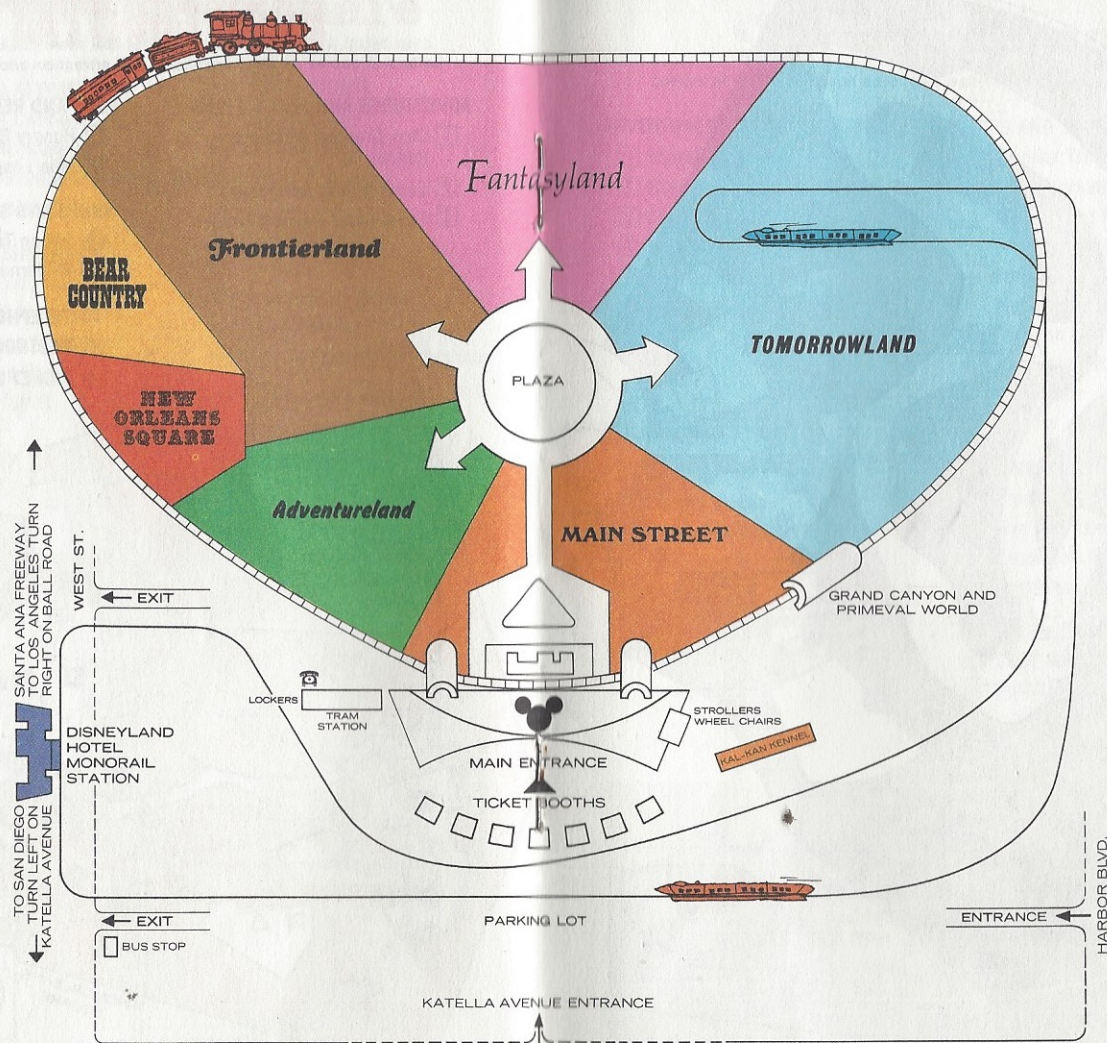 Fantasyland
Frontierland
BEAR
COUNTRY
TOMORROWLAND
PLAZA
NEW
ORLEANS
SQUARE
Adventureland
MAIN STREET
GRAND CANYON AND
PRIMEVAL WORLD
SANTA ANA FREEWAY
TO LOS ANGELES TURN
RIGHT ON BALL ROAD
WEST ST.
EXIT
LOCKERS
TRAM
STATION
STROLLERS
WHEEL CHAIRS
KAL-KAN KENNEL
DISNEYLAND
HOTEL
MONORAIL
STATION
MAIN ENTRANCE
TICKET BOOTHS
TO SAN DIEGO
TURN LEFT ON
KATELLA AVENUE
EXIT
BUS STOP
PARKING LOT
ENTRANCE
HARBOR BLVD.
KATELLA AVENUE ENTRANCE